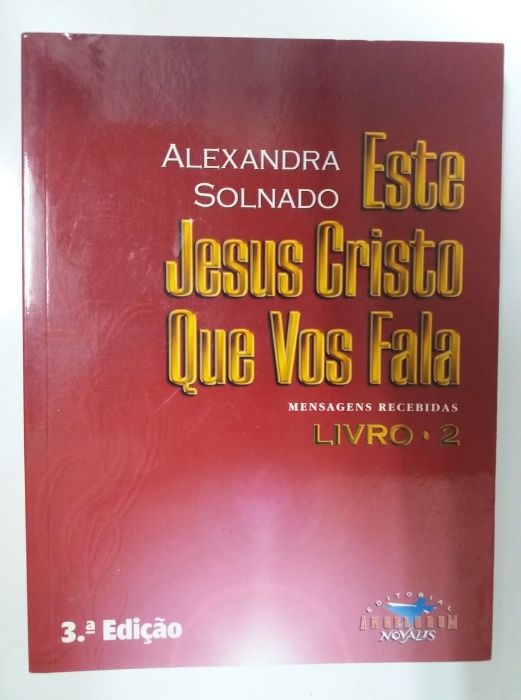 ALEXANDRA
SOLNADO
Este
Jesus Cristo
Que Vos Fala
MENSAGENS RECEBIDAS
LIVRO • 2
3.ª Edição
EDITORIAL
ANGELORUM
NOVALIS